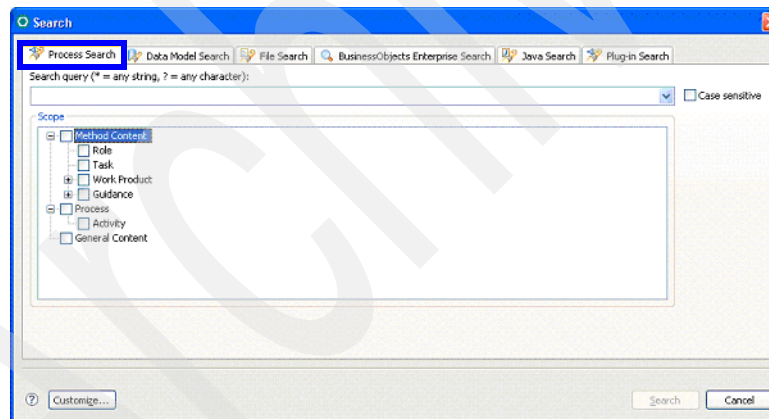 Search
Process Search Data Model Search File Search BusinessObjects Enterprise Search Java Search Plug-in Search
Search query (* = any string, ? = any character):
Case sensitive
Scope
Method Content
Role
Task
Work Product
Guidance
Process
Activity
General Content
? Customize... Search Cancel